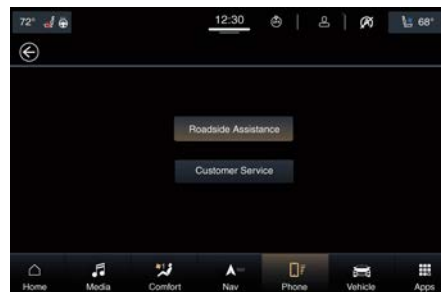 72° 12:30 68°
Roadside Assistance
Customer Service
Home Media Comfort Nav Phone Vehicle Apps